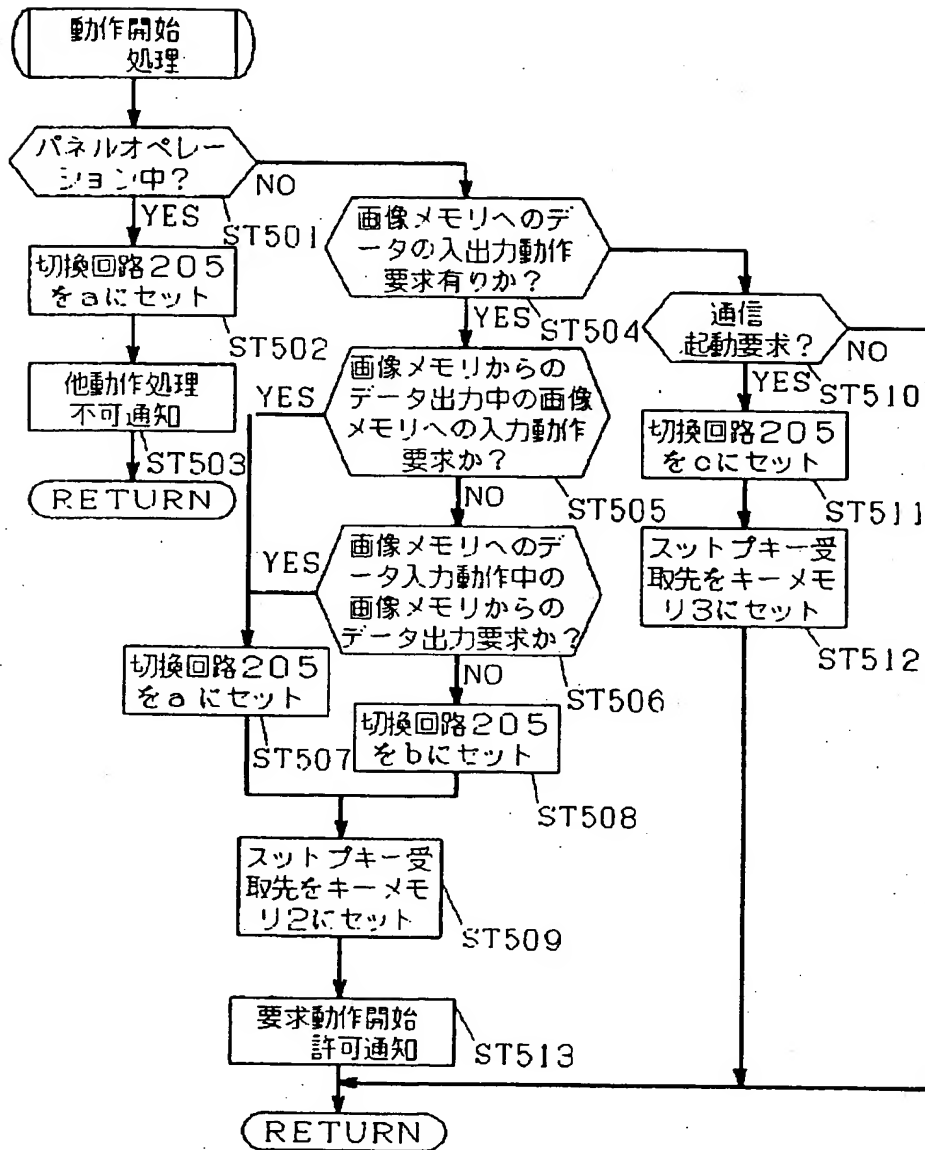 動作開始
処理
パネルオペレー
ション中?
NO
YES
ST501
切換回路205
をaにセット
ST502
他動作処理
不可通知
ST503
RETURN
画像メモリへのデ
ータの入出力動作
要求有りか?
YES
ST504
画像メモリからの
データ出力中の画像
メモリへの入力動作
要求か?
YES
NO
ST505
画像メモリへのデ
ータ入力動作中の
画像メモリからの
データ出力要求か?
YES
NO
ST506
切換回路205
をaにセット
ST507
切換回路205
をbにセット
ST508
スットプキー受
取先をキーメモ
リ2にセット
ST509
要求動作開始
許可通知
ST513
RETURN
通信
起動要求?
NO
YES
ST510
切換回路205
をcにセット
ST511
スットプキー受
取先をキーメモ
リ3にセット
ST512